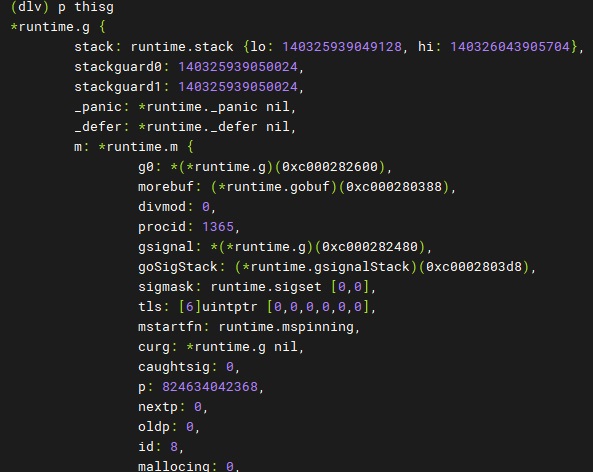 (dlv) p thisg
*runtime.g {
stack: runtime.stack {lo: 140325939049128, hi: 140326043905704},
stackguard0: 140325939050024,
stackguard1: 140325939050024,
_panic: *runtime._panic nil,
_defer: *runtime._defer nil,
m: *runtime.m {
g0: *(*runtime.g)(0xc000282600),
morebuf: (*runtime.gobuf)(0xc000280388),
divmod: 0,
procid: 1365,
gsignal: *(*runtime.g)(0xc000282480),
goSigStack: (*runtime.gsignalStack)(0xc0002803d8),
sigmask: runtime.sigset [0,0],
tls: [6]uintptr [0,0,0,0,0,0],
mstartfn: runtime.mspinning,
curg: *runtime.g nil,
caughtsig: 0,
p: 824634042368,
nextp: 0,
oldp: 0,
id: 8,
mallocing: 0,